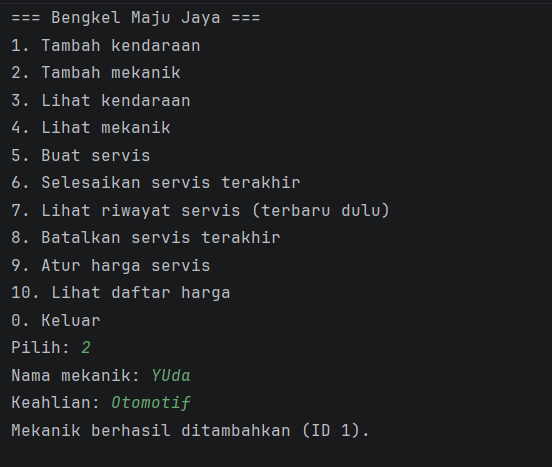 === Bengkel Maju Jaya ===
1. Tambah kendaraan
2. Tambah mekanik
3. Lihat kendaraan
4. Lihat mekanik
5. Buat servis
6. Selesaikan servis terakhir
7. Lihat riwayat servis (terbaru dulu)
8. Batalkan servis terakhir
9. Atur harga servis
10. Lihat daftar harga
0. Keluar
Pilih: 2
Nama mekanik: YUda
Keahlian: Otomotif
Mekanik berhasil ditambahkan (ID 1).